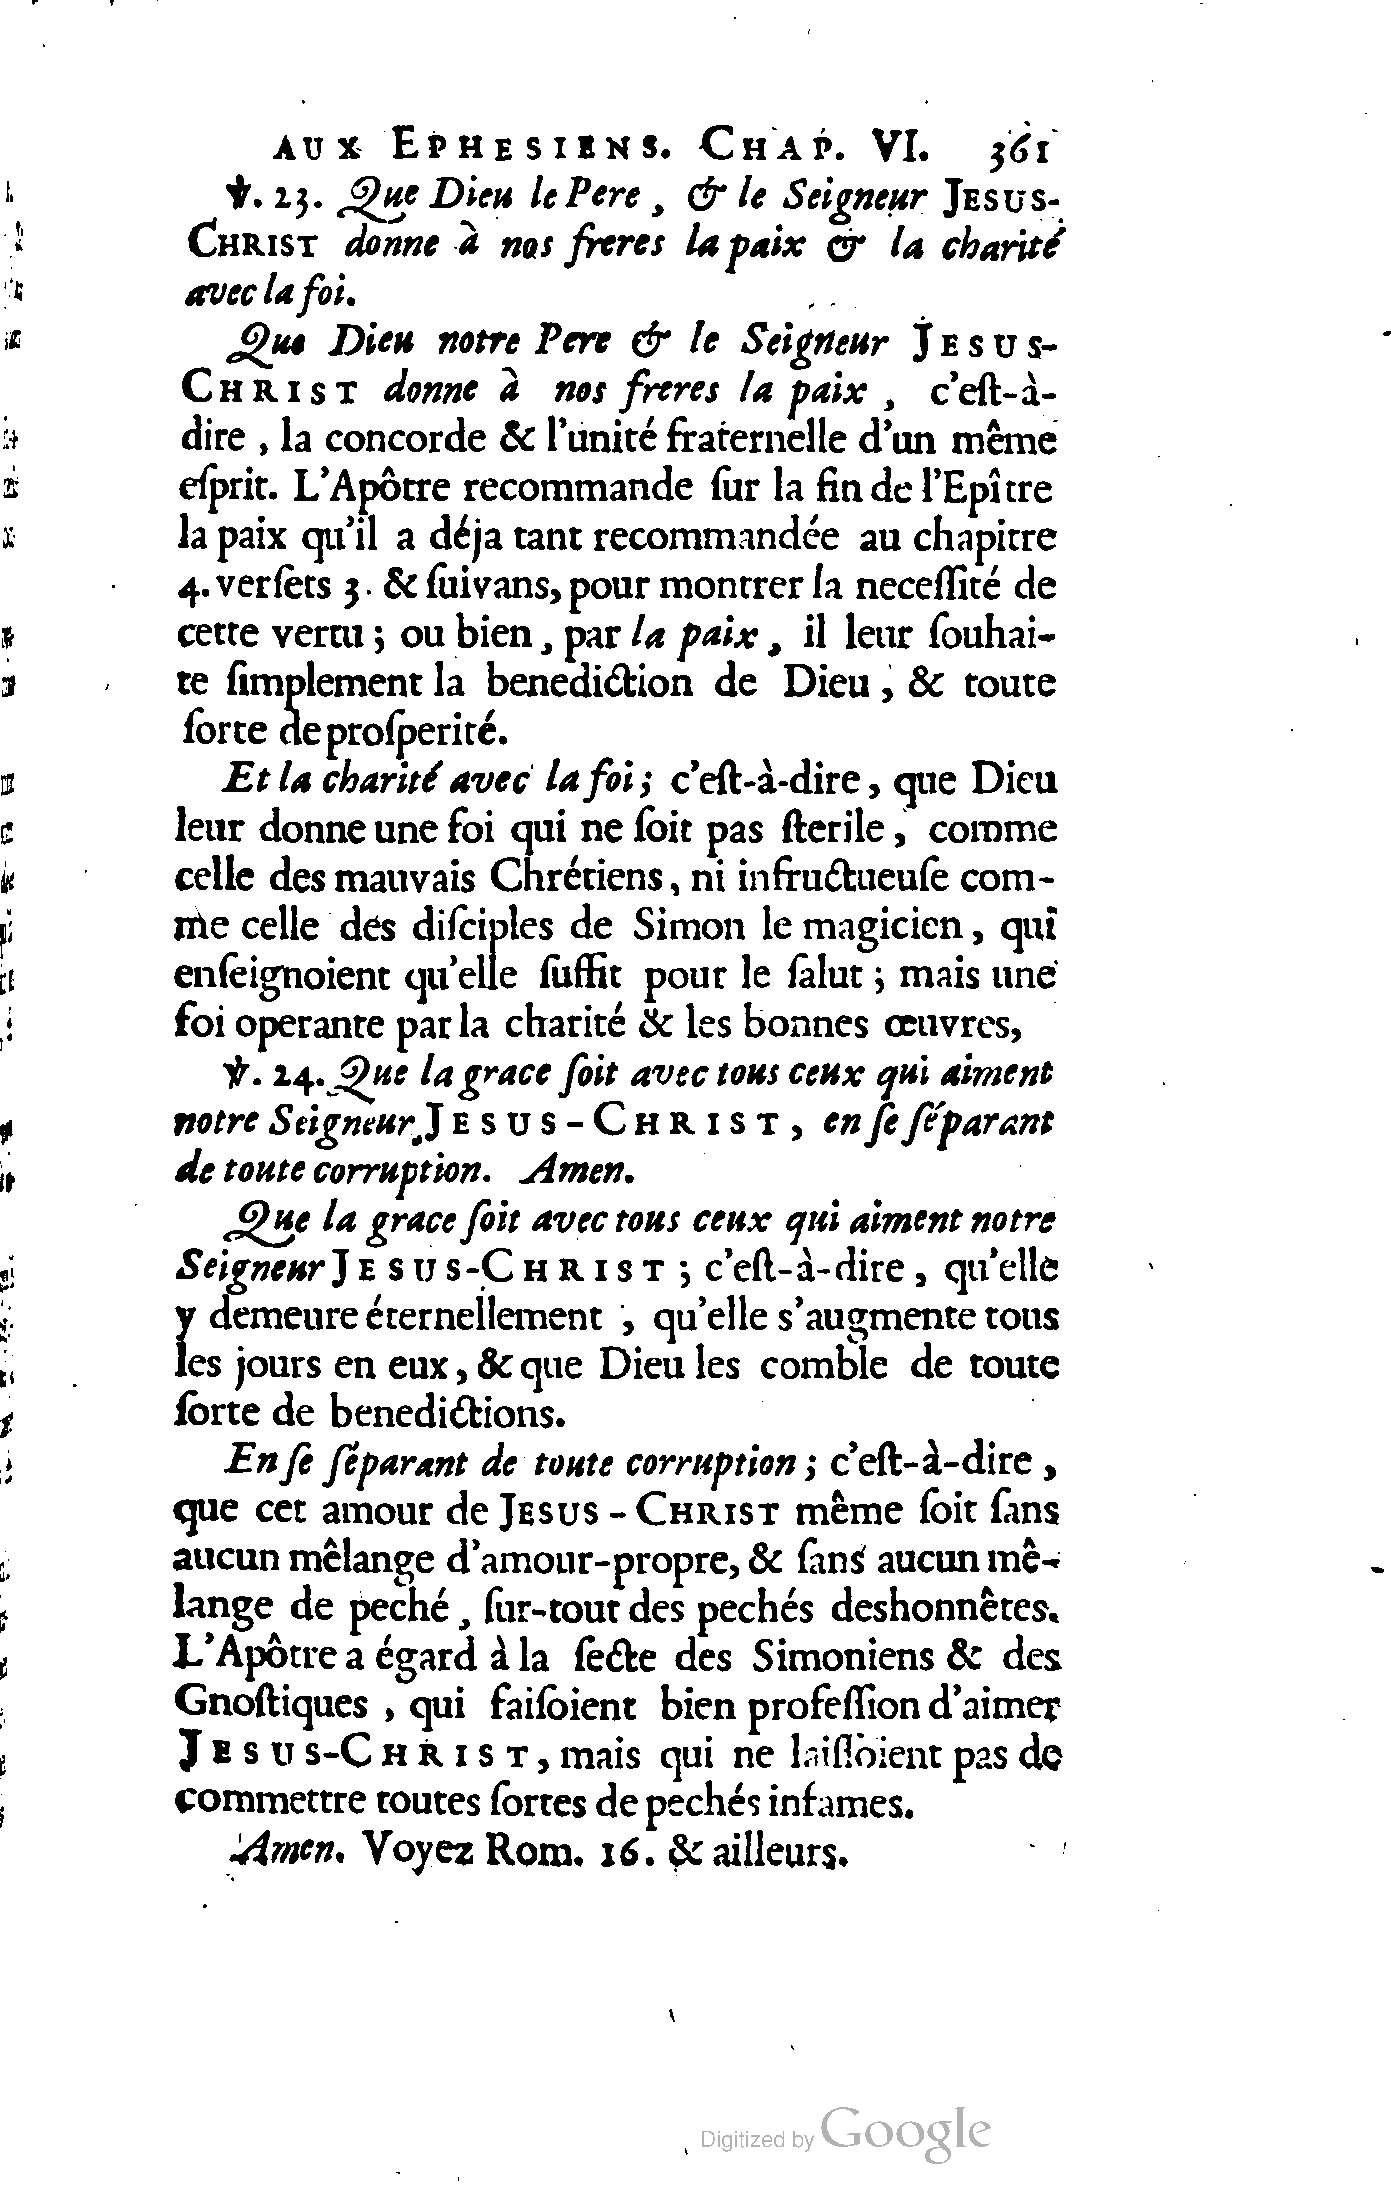 AUX EPHESIENS. CHAP. VI. 361
℣. 23. Que Dieu le Pere, & le Seigneur JESUS-
CHRIST donne à nos freres la paix & la charité
avec la foi.
Que Dieu notre Pere & le Seigneur JESUS-
CHRIST donne à nos freres la paix, c'eſt-à-
dire, la concorde & l'unité fraternelle d'un même
eſprit. L'Apôtre recommande ſur la fin de l'Epître
la paix qu'il a déja tant recommandée au chapitre
4. verſets 3. & ſuivans, pour montrer la neceſſité de
cette vertu; ou bien, par la paix, il leur ſouhai-
te ſimplement la benediction de Dieu, & toute
ſorte de proſperité.
Et la charité avec la foi; c'eſt-à-dire, que Dieu
leur donne une foi qui ne ſoit pas ſterile, comme
celle des mauvais Chrétiens, ni infructueuſe com-
me celle des diſciples de Simon le magicien, qui
enſeignoient qu'elle ſuffit pour le ſalut; mais une
foi operante par la charité & les bonnes œuvres,
℣. 24. Que la grace ſoit avec tous ceux qui aiment
notre Seigneur JESUS-CHRIST, en ſe ſéparant
de toute corruption. Amen.
Que la grace ſoit avec tous ceux qui aiment notre
Seigneur JESUS-CHRIST; c'eſt-à-dire, qu'elle
y demeure éternellement, qu'elle s'augmente tous
les jours en eux, & que Dieu les comble de toute
ſorte de benedictions.
En ſe ſéparant de toute corruption; c'eſt-à-dire,
que cet amour de JESUS-CHRIST même ſoit ſans
aucun mêlange d'amour-propre, & ſans aucun mê-
lange de peché, ſur-tout des pechés deshonnêtes.
L'Apôtre a égard à la ſecte des Simoniens & des
Gnoſtiques, qui faiſoient bien profeſſion d'aimer
JESUS-CHRIST, mais qui ne laiſſoient pas de
commettre toutes ſortes de pechés infames.
Amen. Voyez Rom. 16. & ailleurs.
Digitized by Google